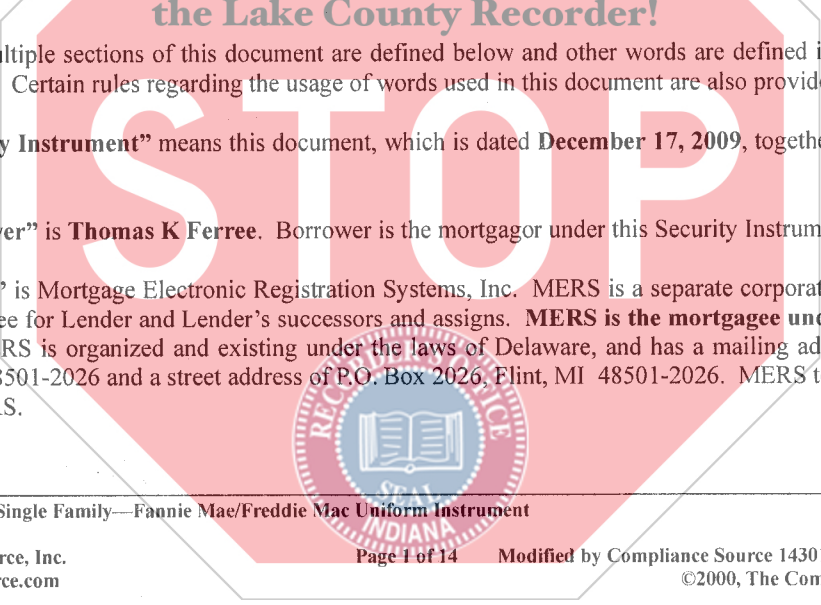 the Lake County Recorder!
ltiple sections of this document are defined below and other words are defined i
Certain rules regarding the usage of words used in this document are also provid
STOP
y Instrument” means this document, which is dated December 17, 2009, togeth
er” is Thomas K Ferree. Borrower is the mortgagor under this Security Instrum
” is Mortgage Electronic Registration Systems, Inc. MERS is a separate corporat
ee for Lender and Lender’s successors and assigns. MERS is the mortgagee und
RS is organized and existing under the laws of Delaware, and has a mailing ad
8501-2026 and a street address of P.O. Box 2026, Flint, MI 48501-2026. MERS t
RS.
RECORDER'S OFFICE
SEAL
INDIANA
Single Family—Fannie Mae/Freddie Mac Uniform Instrument
rce, Inc.
Page 1 of 14
Modified by Compliance Source 1430
rce.com
©2000, The Com